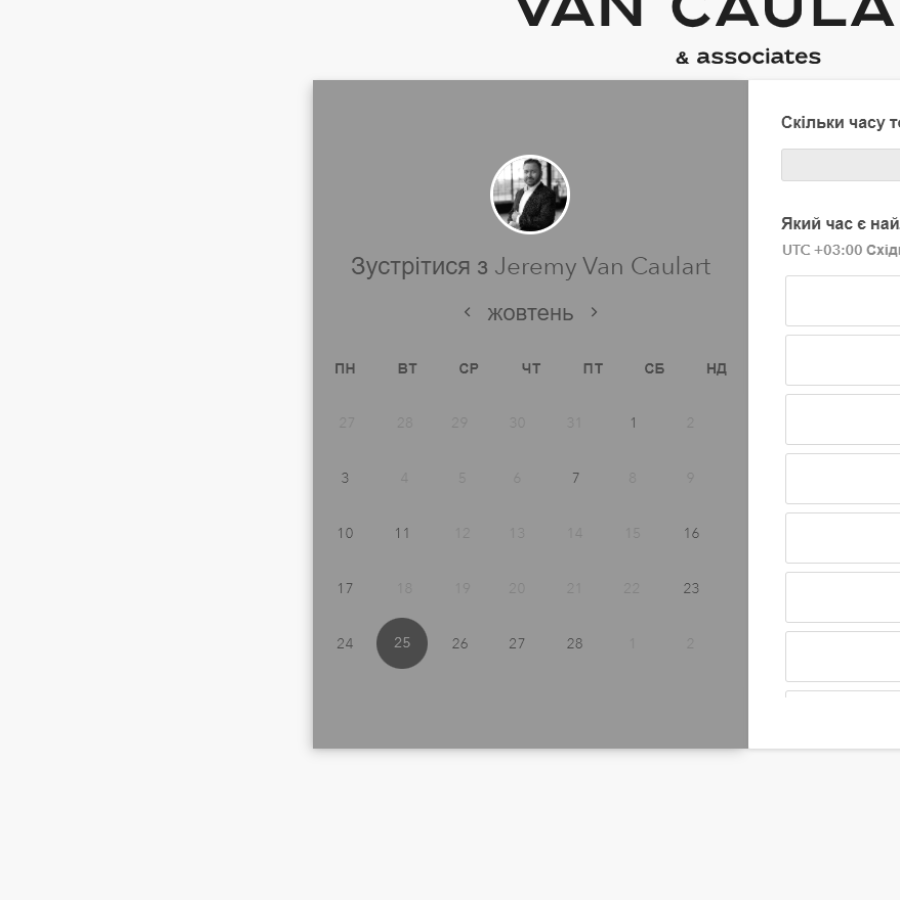 VAN CAULA
& associates
Зустрітися з Jeremy Van Caulart
жовтень
ПН ВТ СР ЧТ ПТ СБ НД
27 28 29 30 31 1 2
3 4 5 6 7 8 9
10 11 12 13 14 15 16
17 18 19 20 21 22 23
24 25 26 27 28 1 2
Скільки часу
Який час є
UTC +03:00